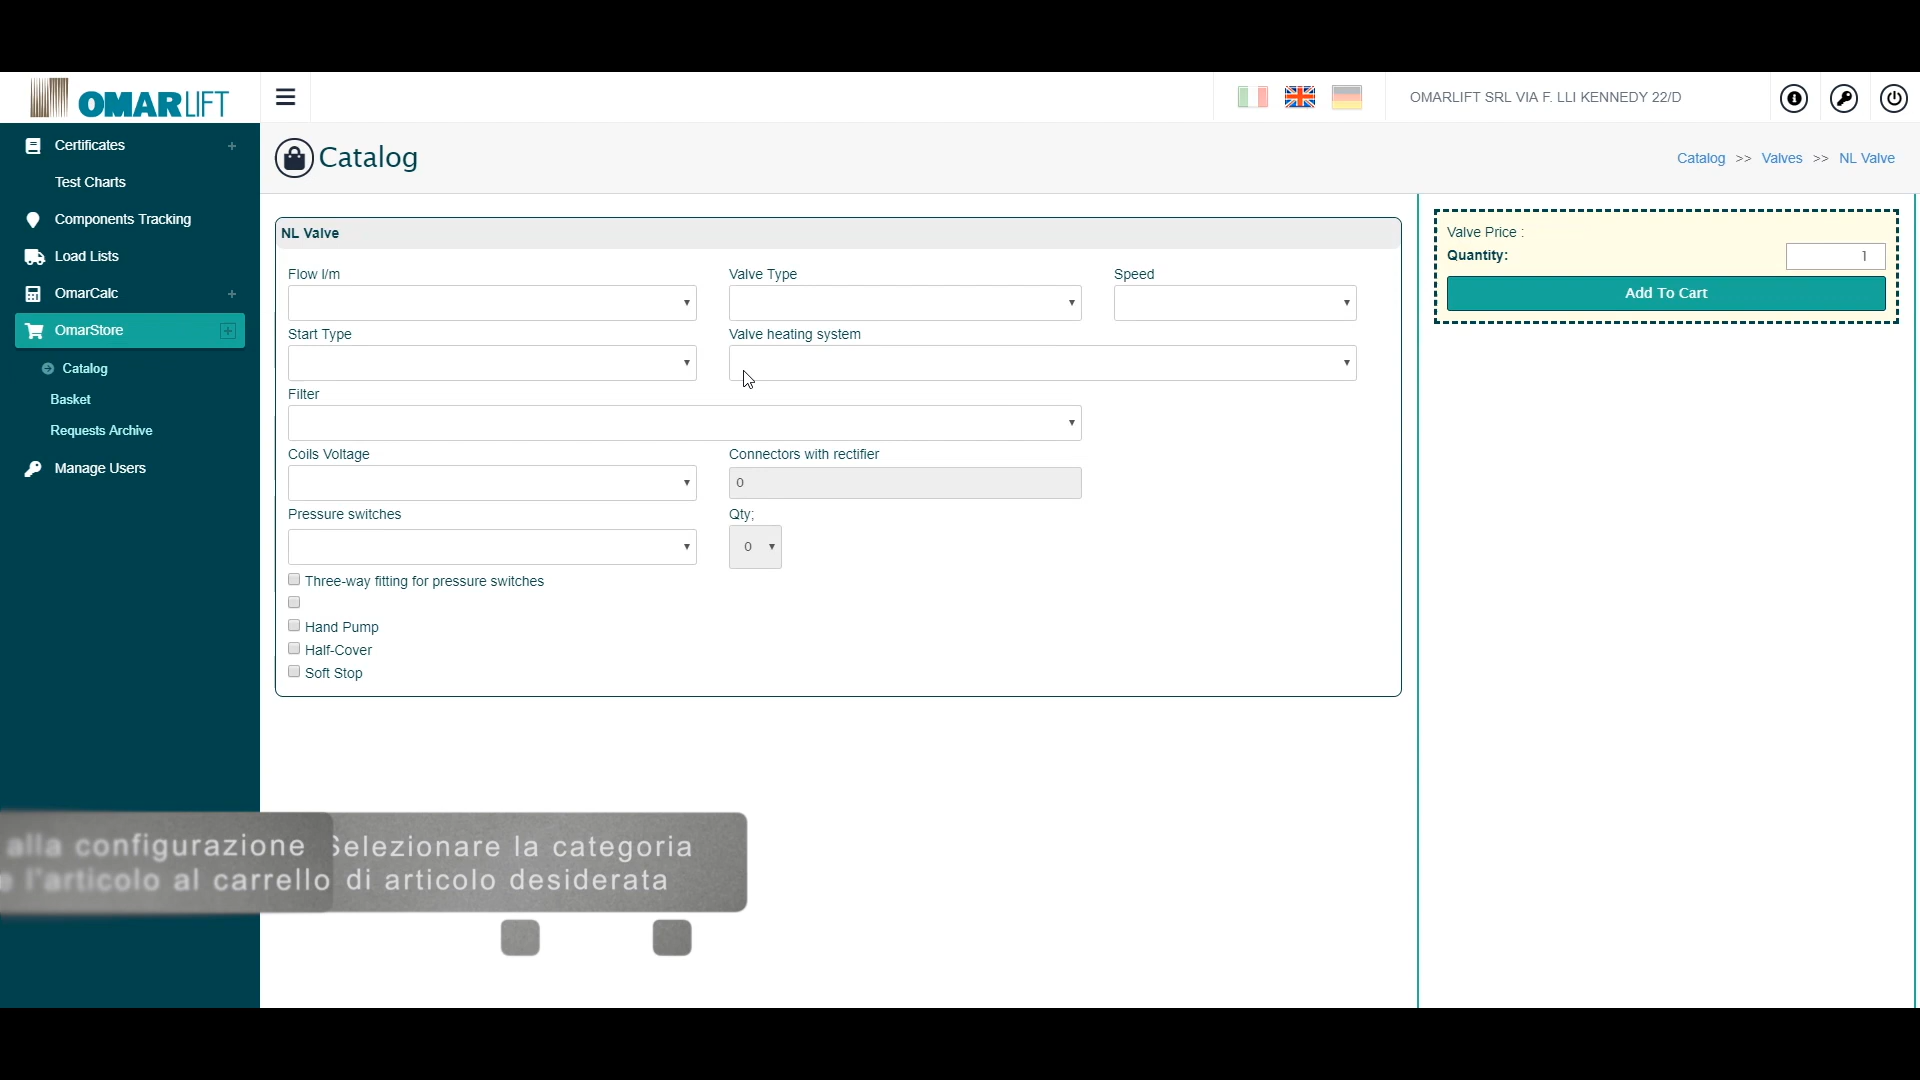 OMARLIFT
OMARLIFT SRL VIA F. LLI KENNEDY 22/D
Certificates
Test Charts
Components Tracking
Load Lists
OmarCalc
OmarStore
Catalog
Basket
Requests Archive
Manage Users
Catalog
Catalog >> Valves >> NL Valve
NL Valve
Flow l/m
Valve Type
Speed
Start Type
Valve heating system
Filter
Coils Voltage
Connectors with rectifier
0
Pressure switches
Qty;
0
Three-way fitting for pressure switches
Hand Pump
Half-Cover
Soft Stop
Valve Price :
Quantity:
1
Add To Cart
alla configurazione
e l'articolo al carrello
Selezionare la categoria
di articolo desiderata